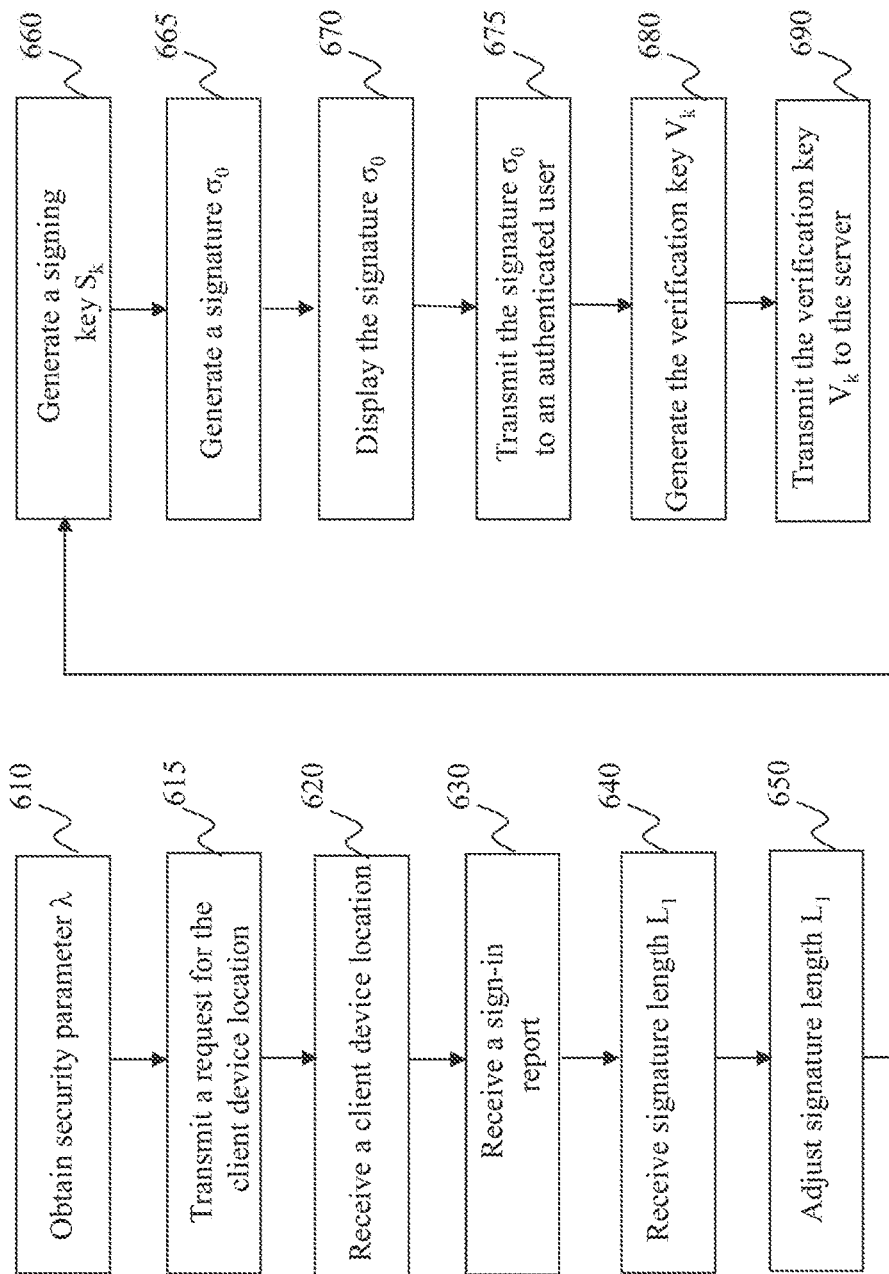 610
Obtain security parameter λ
615
Transmit a request for the
client device location
620
Receive a client device location
630
Receive a sign-in
report
640
Receive signature length L₁
650
Adjust signature length L₁
660
Generate a signing
key Sₖ
665
Generate a signature σ₀
670
Display the signature σ₀
675
Transmit the signature σ₀
to an authenticated user
680
Generate the verification key Vₖ
690
Transmit the verification key
Vₖ to the server